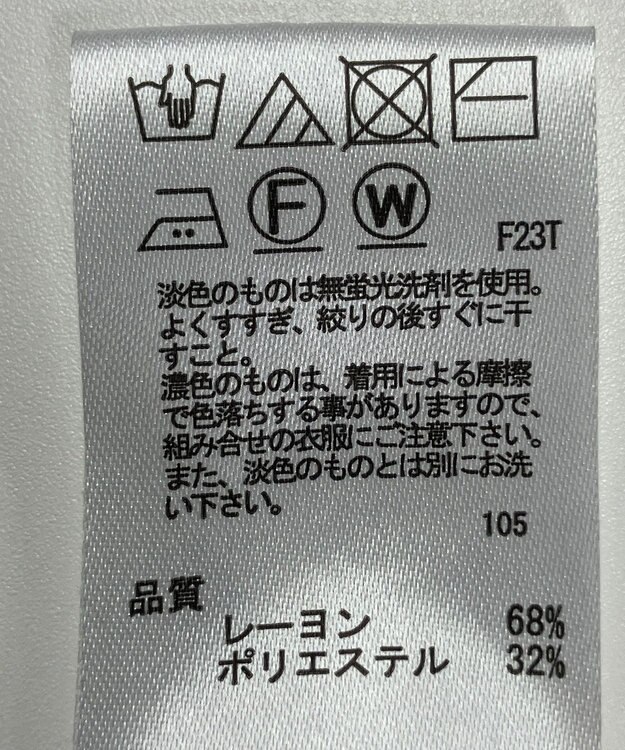 F W F23T
淡色のものは無蛍光洗剤を使用。
よくすすぎ、絞りの後すぐに干
すこと。
濃色のものは、着用による摩擦
で色落ちする事がありますので、
組み合せの衣服にご注意下さい。
また、淡色のものとは別にお洗
い下さい。
105
品質
レーヨン 68%
ポリエステル 32%